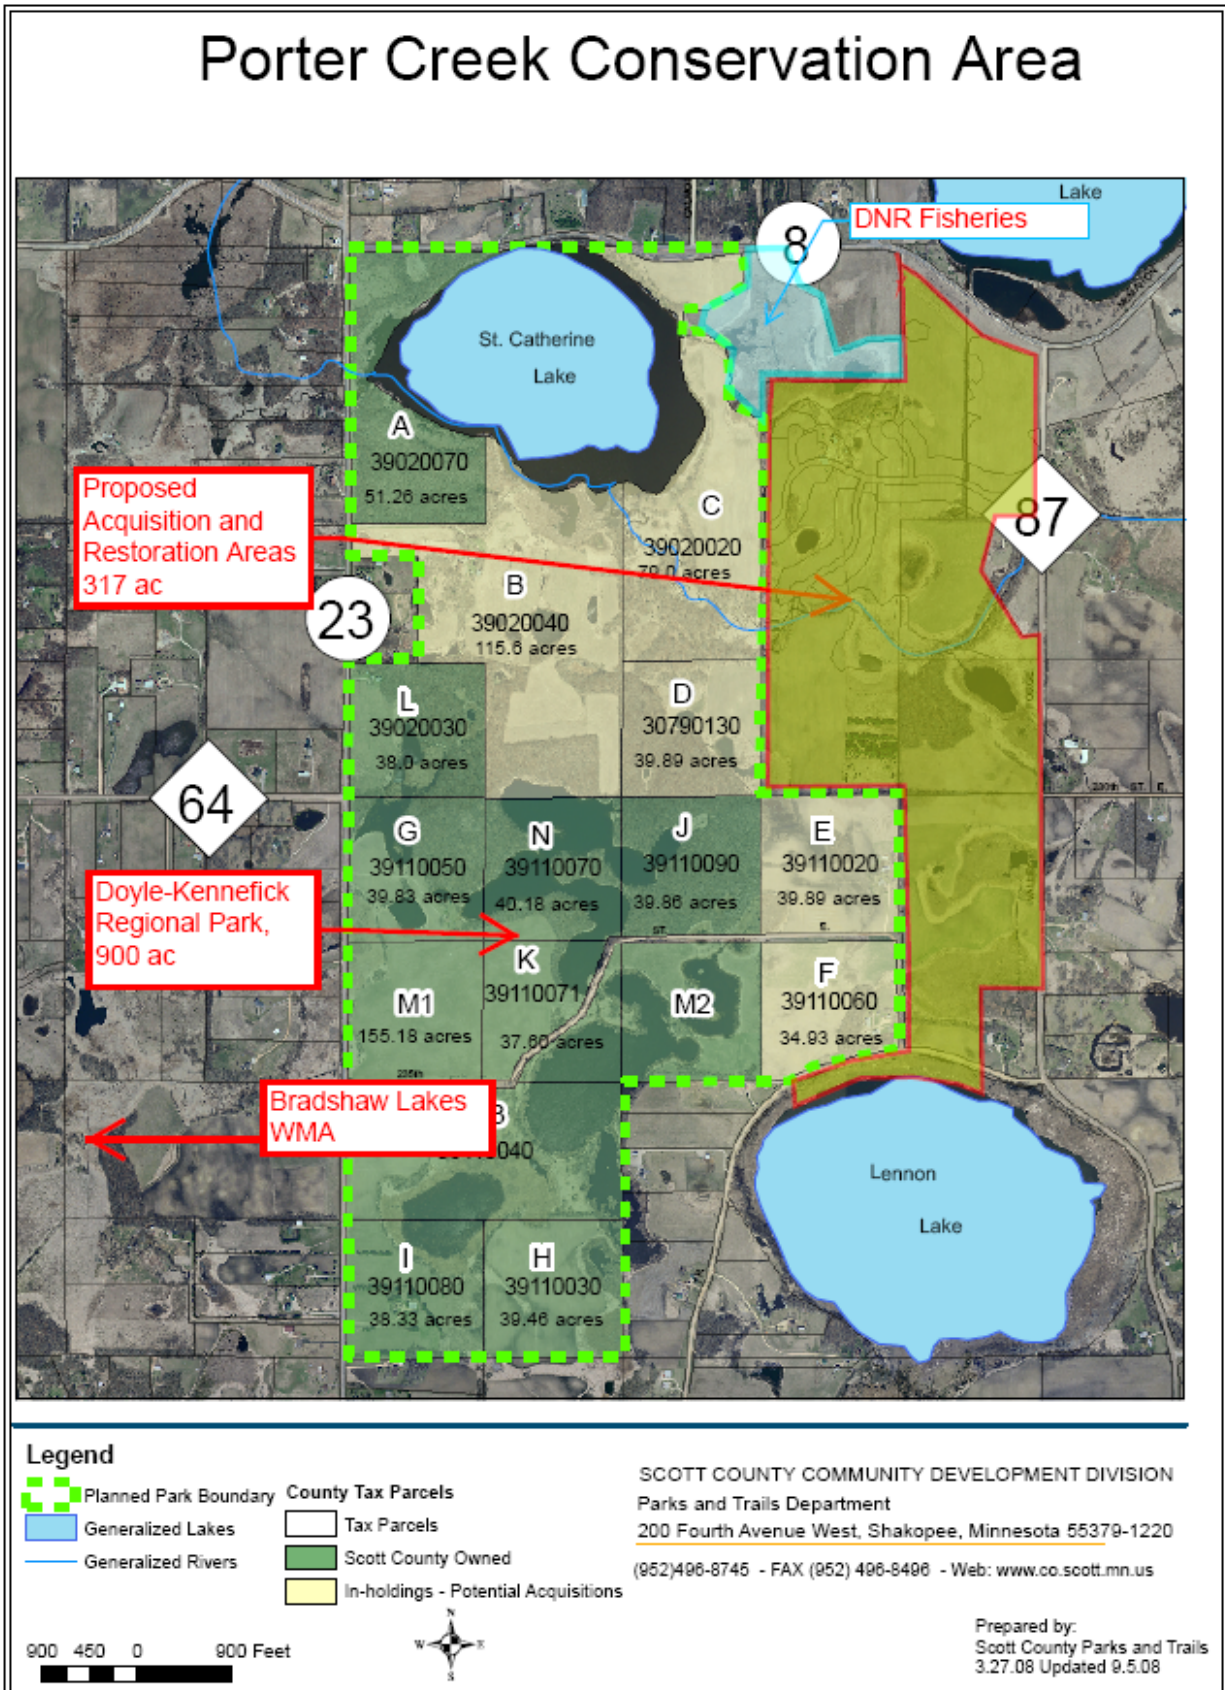 Porter Creek Conservation Area
Lake
DNR Fisheries
8
St. Catherine
Lake
A
39020070
51.26 acres
Proposed
Acquisition and
Restoration Areas
317 ac
C
39020020
79.0 acres
87
B
39020040
115.6 acres
23
L
39020030
38.0 acres
D
30790130
39.89 acres
64
230th ST. E.
G
39110050
39.83 acres
N
39110070
40.18 acres
J
39110090
39.86 acres
E
39110020
39.89 acres
Doyle-Kennefick
Regional Park,
900 ac
ST.
E.
K
39110071
37.60 acres
M1
155.18 acres
M2
F
39110060
34.93 acres
235th
Bradshaw Lakes
WMA
Lennon
Lake
I
39110080
38.33 acres
H
39110030
39.46 acres
Legend
Planned Park Boundary
Generalized Lakes
Generalized Rivers
County Tax Parcels
Tax Parcels
Scott County Owned
In-holdings - Potential Acquisitions
SCOTT COUNTY COMMUNITY DEVELOPMENT DIVISION
Parks and Trails Department
200 Fourth Avenue West, Shakopee, Minnesota 55379-1220
(952)496-8745 - FAX (952) 496-8496 - Web: www.co.scott.mn.us
N
W E
S
900 450 0 900 Feet
Prepared by:
Scott County Parks and Trails
3.27.08 Updated 9.5.08